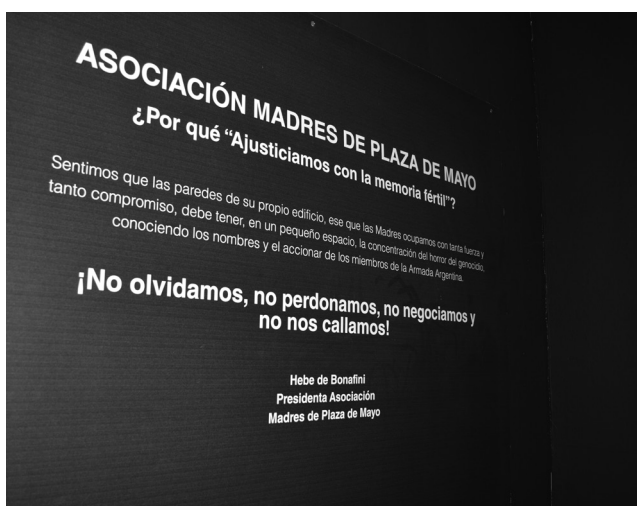 ASOCIACIÓN MADRES DE PLAZA DE MAYO
¿Por qué “Ajusticiamos con la memoria fértil”?
Sentimos que las paredes de su propio edificio, ese que las Madres ocupamos con tanta fuerza y
tanto compromiso, debe tener, en un pequeño espacio, la concentración del horror del genocidio,
conociendo los nombres y el accionar de los miembros de la Armada Argentina.
¡No olvidamos, no perdonamos, no negociamos y
no nos callamos!
Hebe de Bonafini
Presidenta Asociación
Madres de Plaza de Mayo